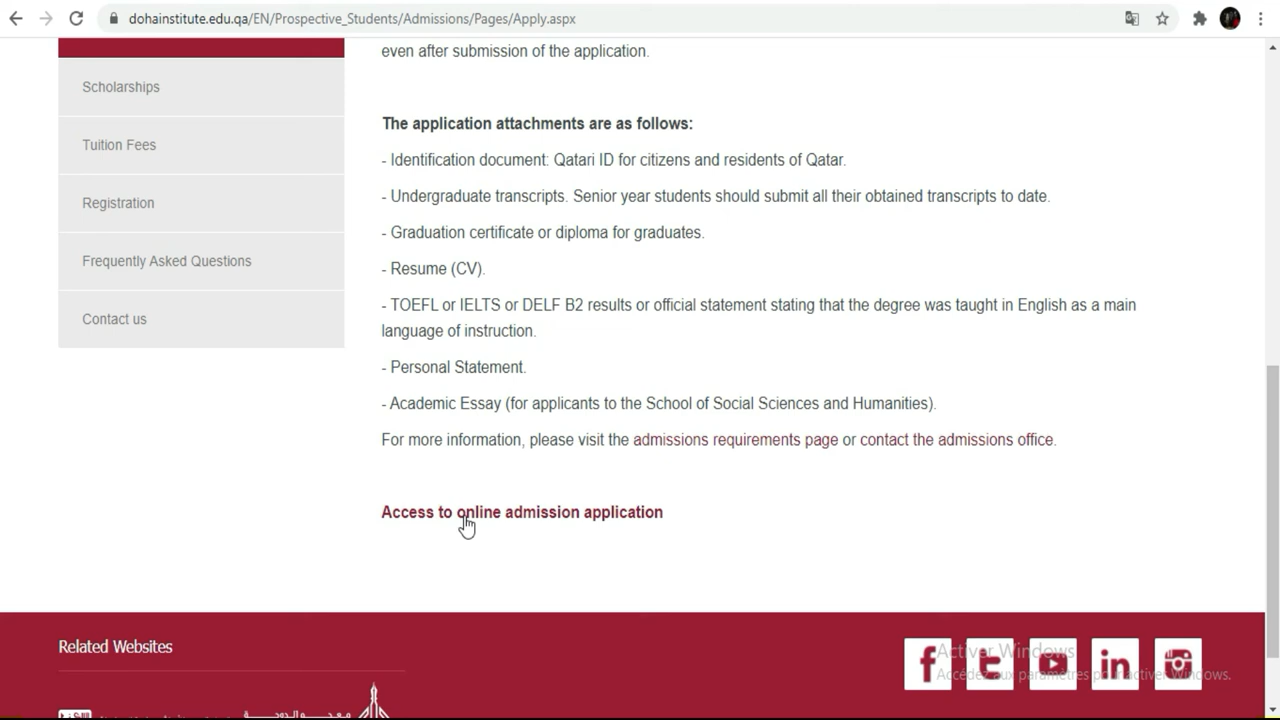 dohainstitute.edu.qa/EN/Prospective_Students/Admissions/Pages/Apply.aspx
even after submission of the application.
Scholarships
Tuition Fees
Registration
Frequently Asked Questions
Contact us
The application attachments are as follows:
- Identification document: Qatari ID for citizens and residents of Qatar.
- Undergraduate transcripts. Senior year students should submit all their obtained transcripts to date.
- Graduation certificate or diploma for graduates.
- Resume (CV).
- TOEFL or IELTS or DELF B2 results or official statement stating that the degree was taught in English as a main
language of instruction.
- Personal Statement.
- Academic Essay (for applicants to the School of Social Sciences and Humanities).
For more information, please visit the admissions requirements page or contact the admissions office.
Access to online admission application
Related Websites
Activer Windows
Accédez aux paramètres pour activer Windows.